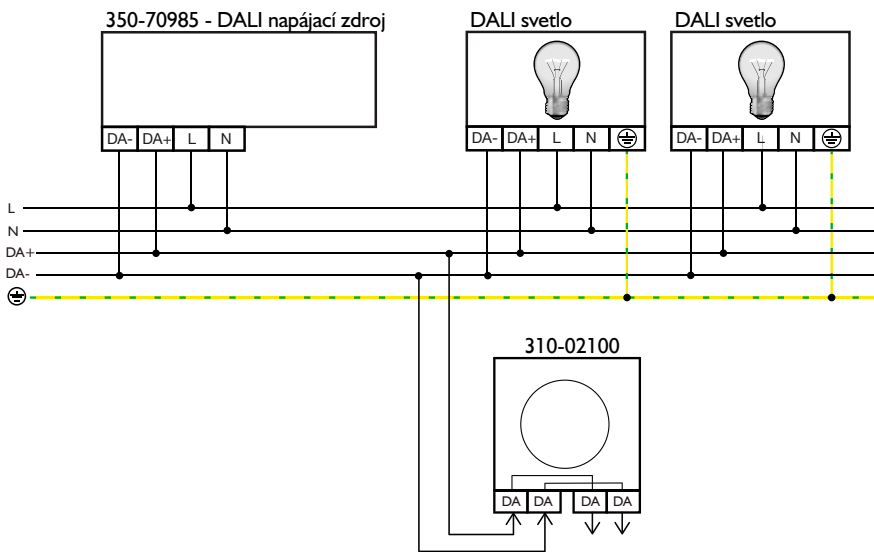 350-70985 - DALI napájací zdroj
DALI svetlo
DALI svetlo
DA- DA+ L N
DA- DA+ L N
DA- DA+ L N
L
N
DA+
DA-
310-02100
DA DA DA DA